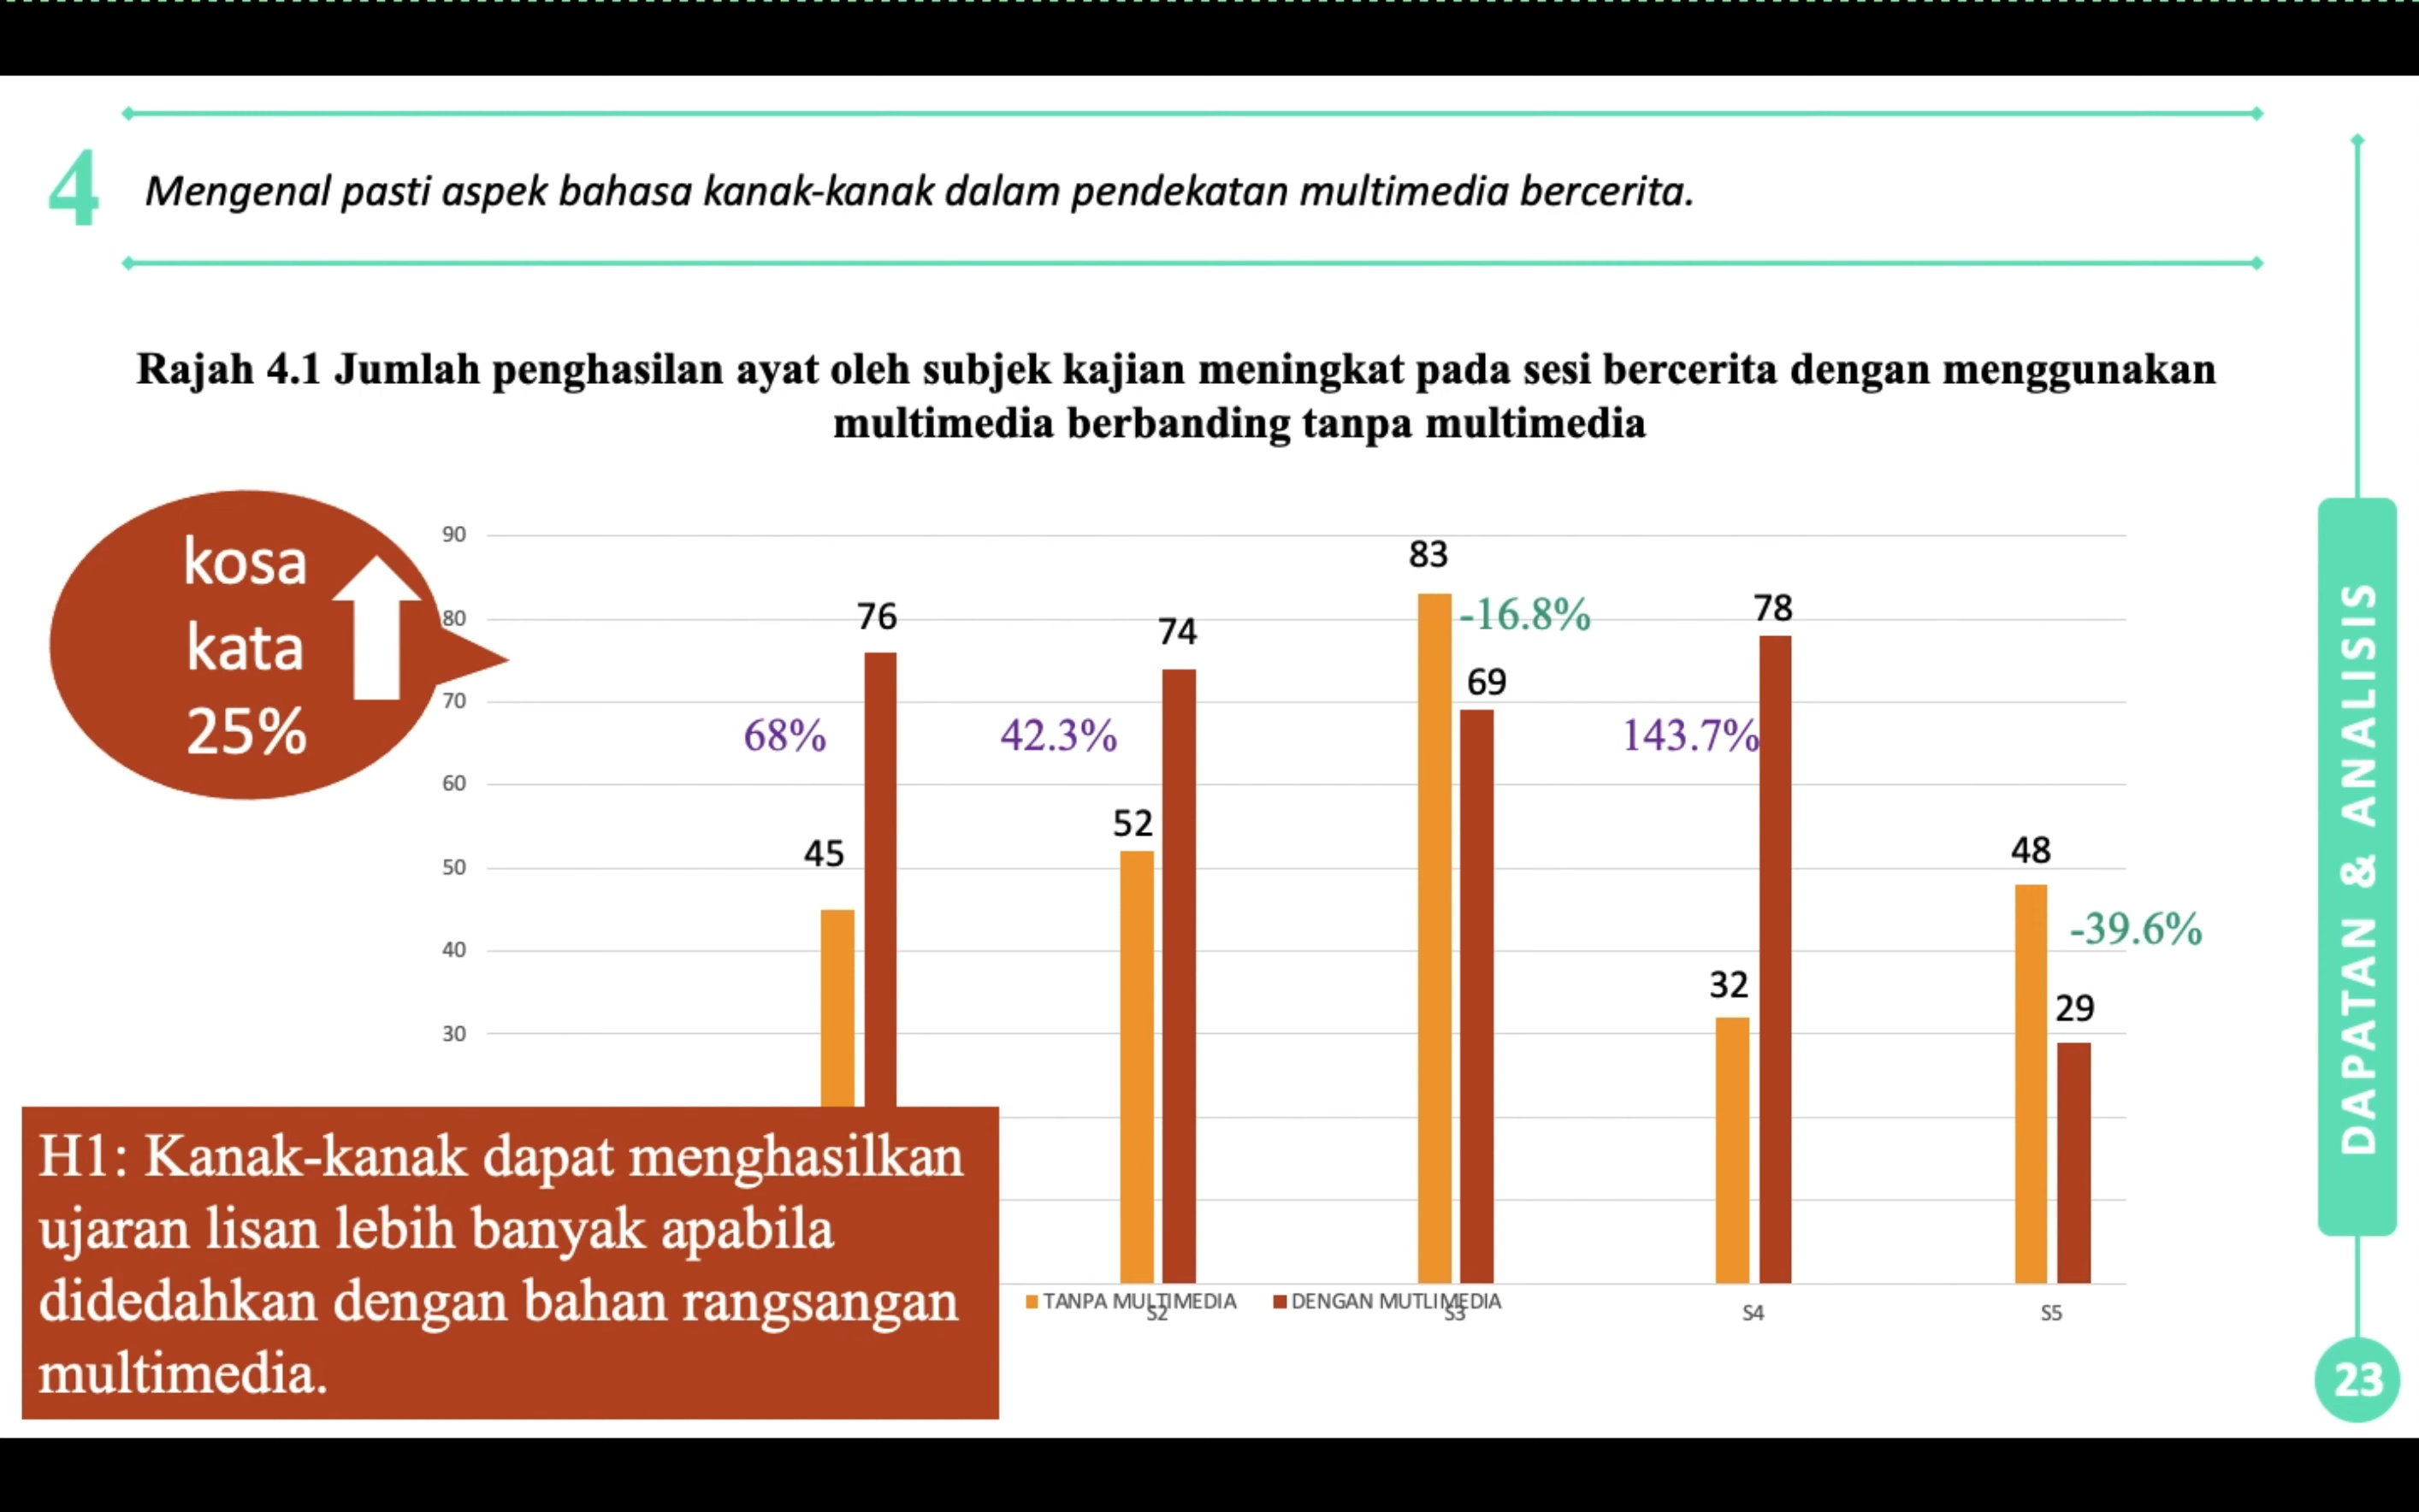 4
Mengenal pasti aspek bahasa kanak-kanak dalam pendekatan multimedia bercerita.
Rajah 4.1 Jumlah penghasilan ayat oleh subjek kajian meningkat pada sesi bercerita dengan menggunakan
multimedia berbanding tanpa multimedia
kosa
kata
25%
90
80
70
60
50
40
30
45
76
68%
52
74
42.3%
83
69
-16.8%
32
78
143.7%
48
29
-39.6%
H1: Kanak-kanak dapat menghasilkan
ujaran lisan lebih banyak apabila
didedahkan dengan bahan rangsangan
multimedia.
TANPA MULTIMEDIA
DENGAN MUTLIMEDIA
S2
S3
S4
S5
DAPATAN & ANALISIS
23